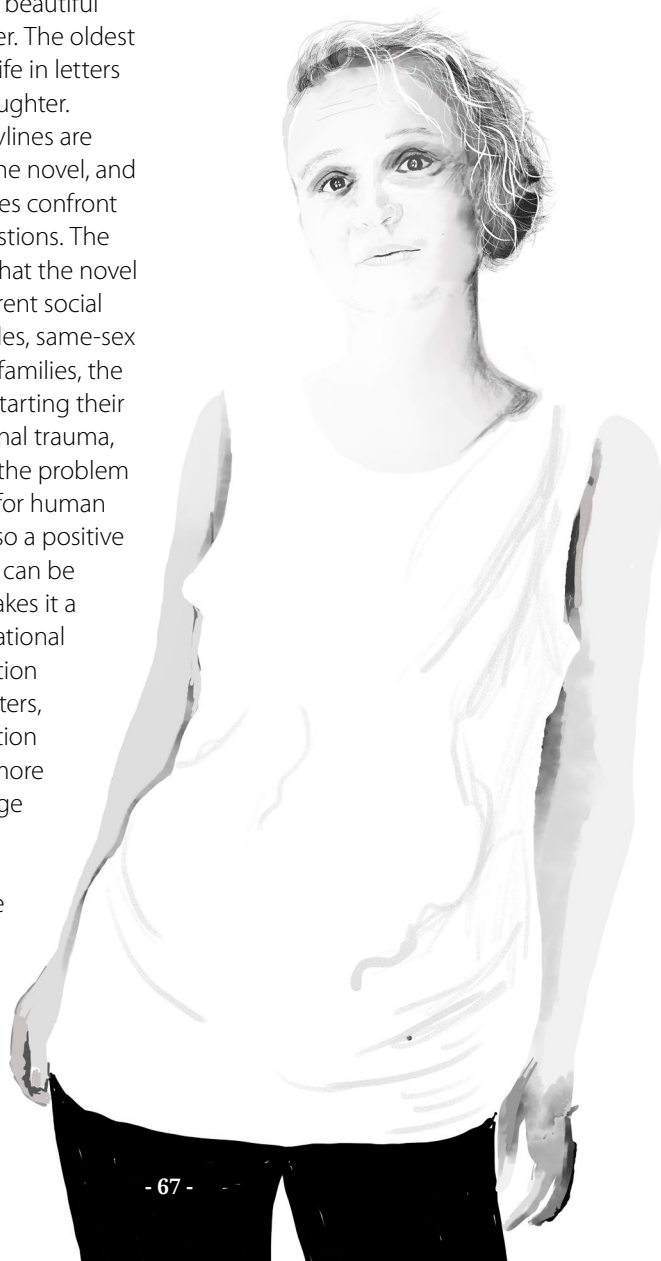 beautiful
er. The oldest
ife in letters
ughter.
ylines are
ne novel, and
es confront
stions. The
hat the novel
rent social
les, same-sex
families, the
tarting their
nal trauma,
the problem
for human
so a positive
can be
akes it a
ational
tion
ters,
tion
more
ge
e
- 67 -